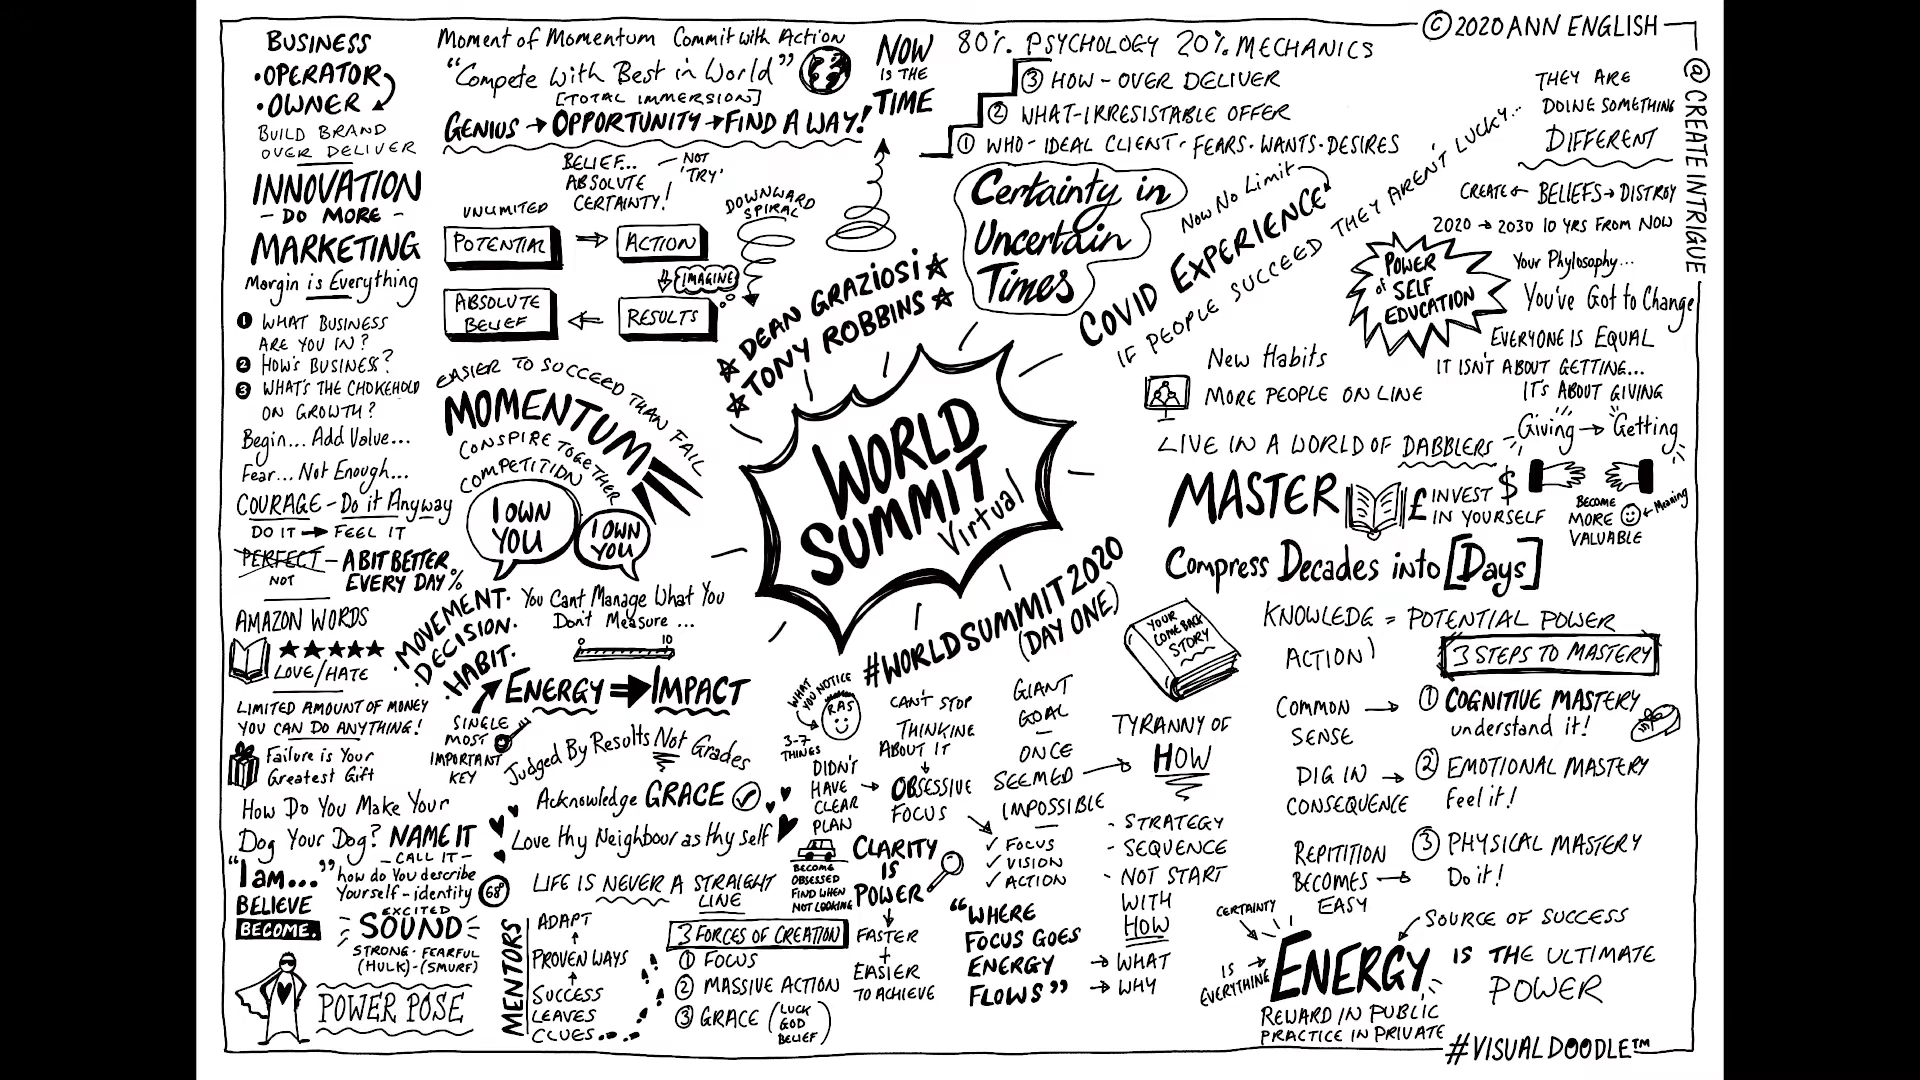 © 2020 ANN ENGLISH
@ CREATE INTRIGUE
BUSINESS
• OPERATOR
• OWNER
BUILD BRAND
OVER DELIVER
INNOVATION
- DO MORE -
MARKETING
Margin is Everything
1 WHAT BUSINESS
ARE YOU IN?
2 HOW'S BUSINESS?
3 WHAT'S THE CHOKEHOLD
ON GROWTH?
Begin... Add Value...
Fear... Not Enough...
COURAGE - Do it Anyway
DO IT → FEEL IT
PERFECT - A BIT BETTER
NOT
EVERY DAY %
AMAZON WORDS
LOVE/HATE
LIMITED AMOUNT OF MONEY
YOU CAN DO ANYTHING!
Failure is Your
Greatest Gift
How Do You Make Your
Dog Your Dog? NAME IT
- CALL IT -
"I am..." how do You describe
Yourself - identity
68
BELIEVE
BECOME.
EXCITED
SOUND
STRONG - FEARFUL
(HULK) - (SMURF)
POWER POSE
Moment of Momentum Commit with Action
"Compete With Best in World"
[TOTAL IMMERSION]
GENIUS → OPPORTUNITY → FIND A WAY!
NOW
IS THE
TIME
BELIEF... - NOT
'TRY'
ABSOLUTE
CERTAINTY!
UNLIMITED
POTENTIAL
ACTION
IMAGINE
RESULTS
ABSOLUTE
BELIEF
DOWNWARD
SPIRAL
EASIER TO SUCCEED THAN FAIL
MOMENTUM
CONSPIRE TOGETHER
COMPETITION
I OWN
YOU
I OWN
YOU
MOVEMENT.
.DECISION.
.HABIT.
You Cant Manage What You
Don't Measure ...
0 10
ENERGY ⇒ IMPACT
SINGLE
MOST
IMPORTANT
KEY
Judged By Results Not Grades
Acknowledge GRACE
Love thy Neighbour as thy self
LIFE IS NEVER A STRAIGHT
LINE
MENTORS
ADAPT
PROVEN WAYS
SUCCESS
LEAVES
CLUES..
3 FORCES OF CREATION
1 FOCUS
2 MASSIVE ACTION
3 GRACE (LUCK
GOD
BELIEF)
DEAN GRAZIOSI
TONY ROBBINS
WORLD
SUMMIT
Virtual
#WORLDSUMMIT2020
(DAY ONE)
WHAT
YOU NOTICE
RAS
3-7
THINGS
DIDN'T
HAVE
CLEAR
PLAN
CAN'T STOP
THINKING
ABOUT IT
OBSESSIVE
FOCUS
BECOME
OBSESSED
FIND WHEN
NOT LOOKING
CLARITY
IS
POWER
FASTER
+
EASIER
TO ACHIEVE
GIANT
GOAL
-
ONCE
SEEMED
IMPOSSIBLE
✓ FOCUS
✓ VISION
✓ ACTION
"WHERE
FOCUS GOES
ENERGY
FLOWS"
YOUR
COME BACK
STORY
TYRANNY OF
HOW
- STRATEGY
- SEQUENCE
- NOT START
WITH
HOW
→ WHAT
→ WHY
80% PSYCHOLOGY 20% MECHANICS
3 HOW - OVER DELIVER
2 WHAT - IRRESISTABLE OFFER
1 WHO - IDEAL CLIENT - FEARS - WANTS - DESIRES
Certainty in
Uncertain
Times
Now No Limit
COVID EXPERIENCE
IF PEOPLE SUCCEED THEY AREN'T LUCKY...
THEY ARE
DOING SOMETHING
DIFFERENT
CREATE ← BELIEFS → DISTROY
2020 → 2030 10 YRS FROM NOW
POWER
of SELF
EDUCATION
Your Phylosophy...
You've Got to Change
EVERYONE IS EQUAL
IT ISN'T ABOUT GETTING...
IT'S ABOUT GIVING
Giving → Getting
New Habits
MORE PEOPLE ON LINE
LIVE IN A WORLD OF DABBLERS
MASTER
£ INVEST $
IN YOURSELF
BECOME
MORE
VALUABLE
← Meaning
Compress Decades into [Days]
KNOWLEDGE = POTENTIAL POWER
ACTION)
3 STEPS TO MASTERY
COMMON
SENSE
→ 1 COGNITIVE MASTERY
understand it!
DIG IN
CONSEQUENCE
→ 2 EMOTIONAL MASTERY
Feel it!
REPITITION
BECOMES
EASY
→ 3 PHYSICAL MASTERY
Do it!
CERTAINTY
IS
EVERYTHING
ENERGY
SOURCE OF SUCCESS
IS THE ULTIMATE
POWER
REWARD IN PUBLIC
PRACTICE IN PRIVATE
#VISUALDOODLE™